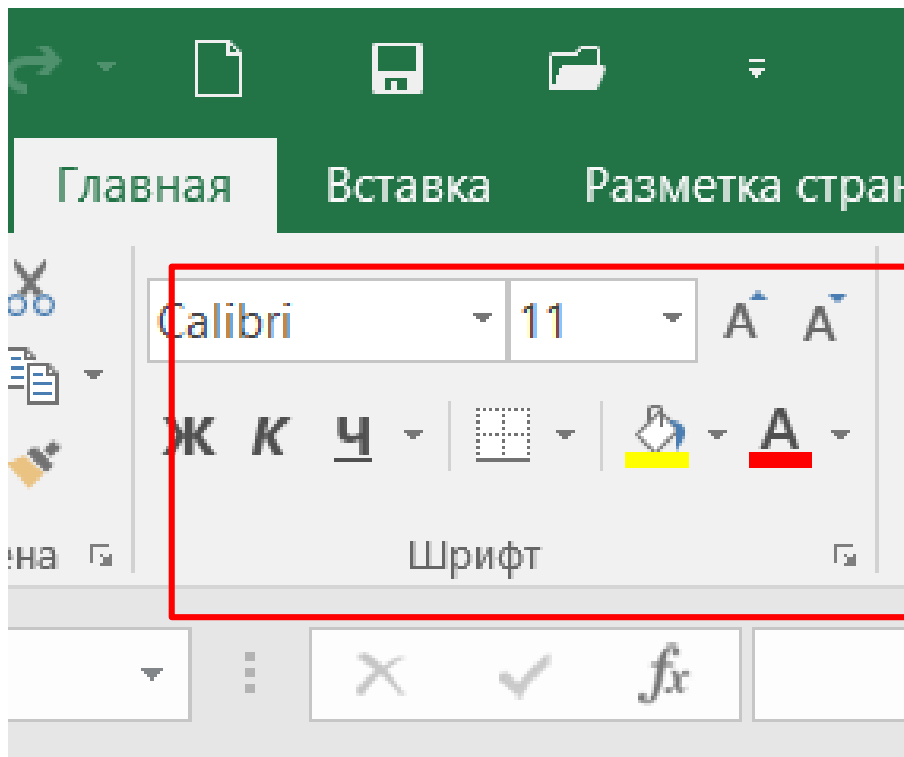 Главная Вставка Разметка стран
Calibri 11 A A
Ж К Ч A
ена Шрифт
fx